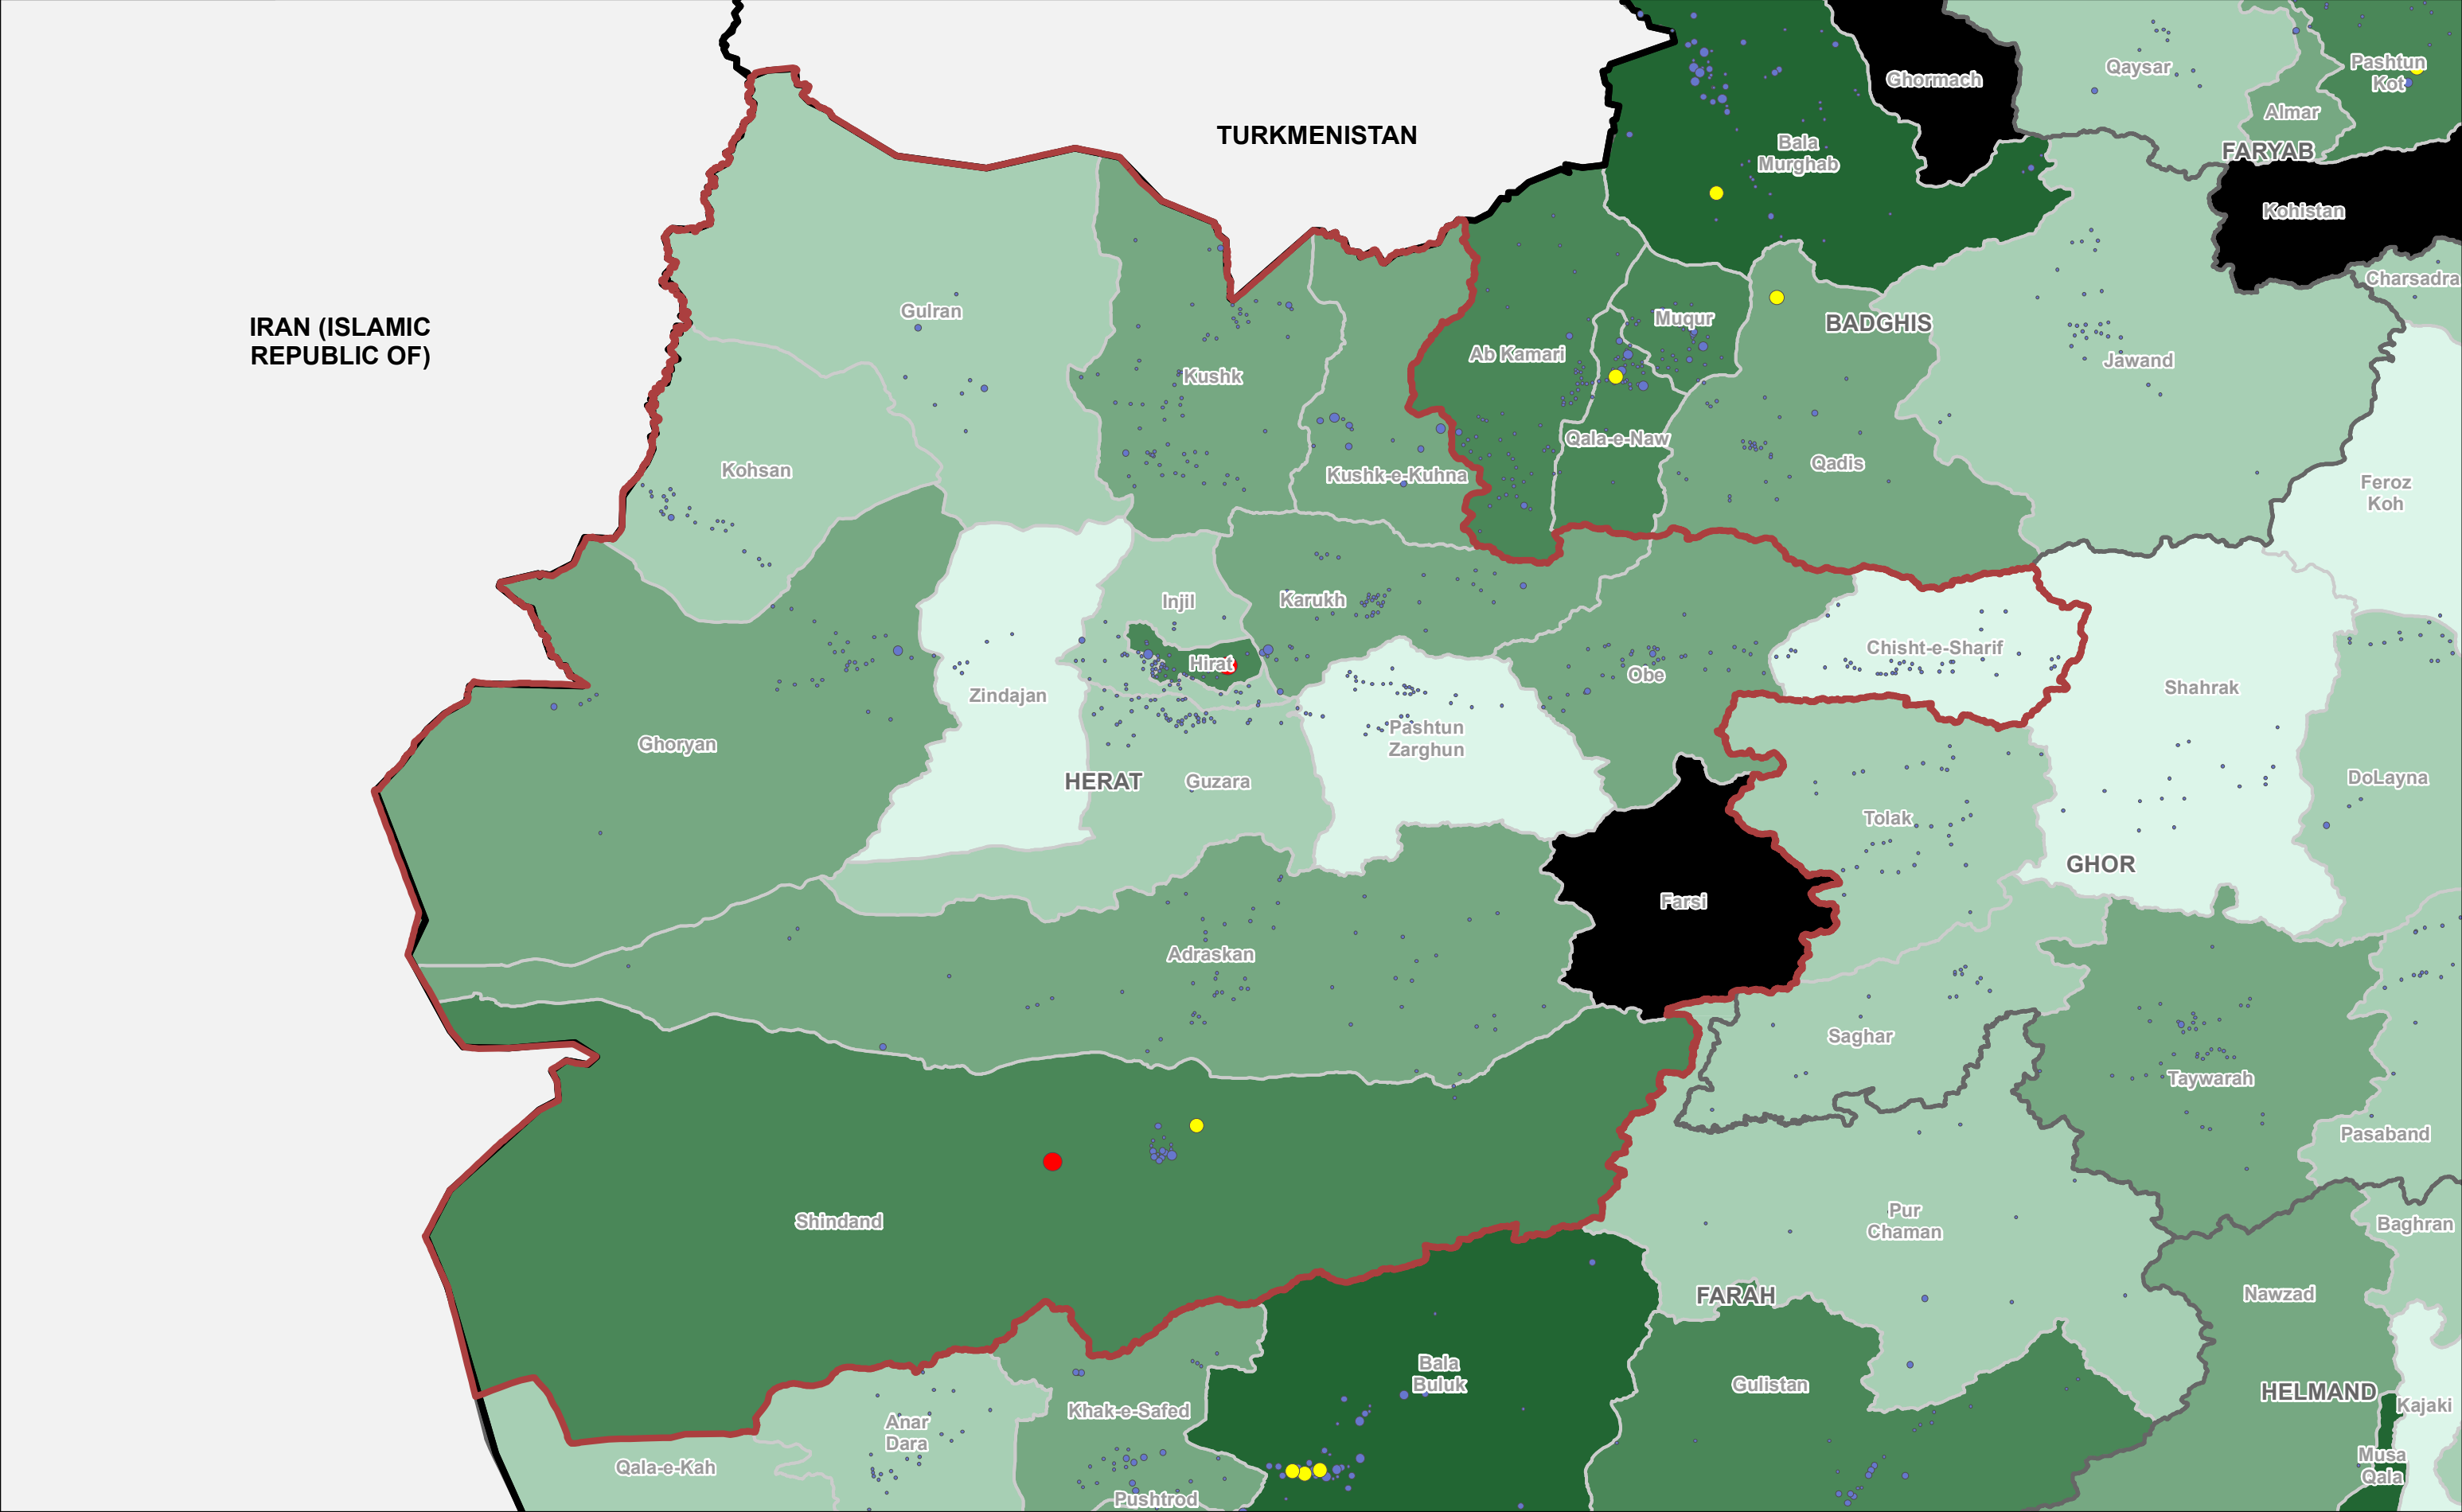 Ghormach
Qaysar
Pashtun
Kot
Almar
TURKMENISTAN
Bala
Murghab
FARYAB
Kohistan
Charsadra
Gulran
Muqur
BADGHIS
IRAN (ISLAMIC
REPUBLIC OF)
Ab Kamari
Jawand
Kushk
Qala-e-Naw
Qadis
Kohsan
Kushk-e-Kuhna
Feroz
Koh
Injil
Karukh
Chisht-e-Sharif
Hirat
Obe
Shahrak
Zindajan
Pashtun
Zarghun
Ghoryan
HERAT
Guzara
DoLayna
Tolak
GHOR
Farsi
Adraskan
Saghar
Taywarah
Pasaband
Shindand
Pur
Chaman
Baghran
FARAH
Nawzad
Bala
Buluk
Gulistan
HELMAND
Kajaki
Khak-e-Safed
Anar
Dara
Qala-e-Kah
Musa
Qala
Pushtrod